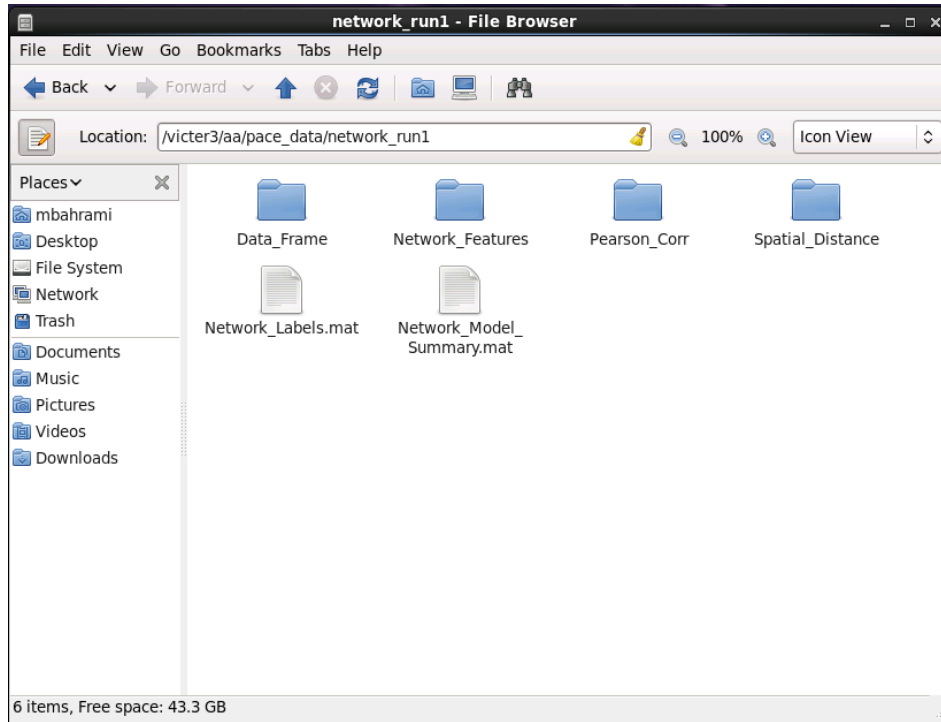 network_run1 - File Browser
File Edit View Go Bookmarks Tabs Help
Back Forward
Location: /victer3/aa/pace_data/network_run1 100% Icon View
Places
mbahrami
Desktop
File System
Network
Trash
Documents
Music
Pictures
Videos
Downloads
Data_Frame Network_Features Pearson_Corr Spatial_Distance
Network_Labels.mat Network_Model_
Summary.mat
6 items, Free space: 43.3 GB